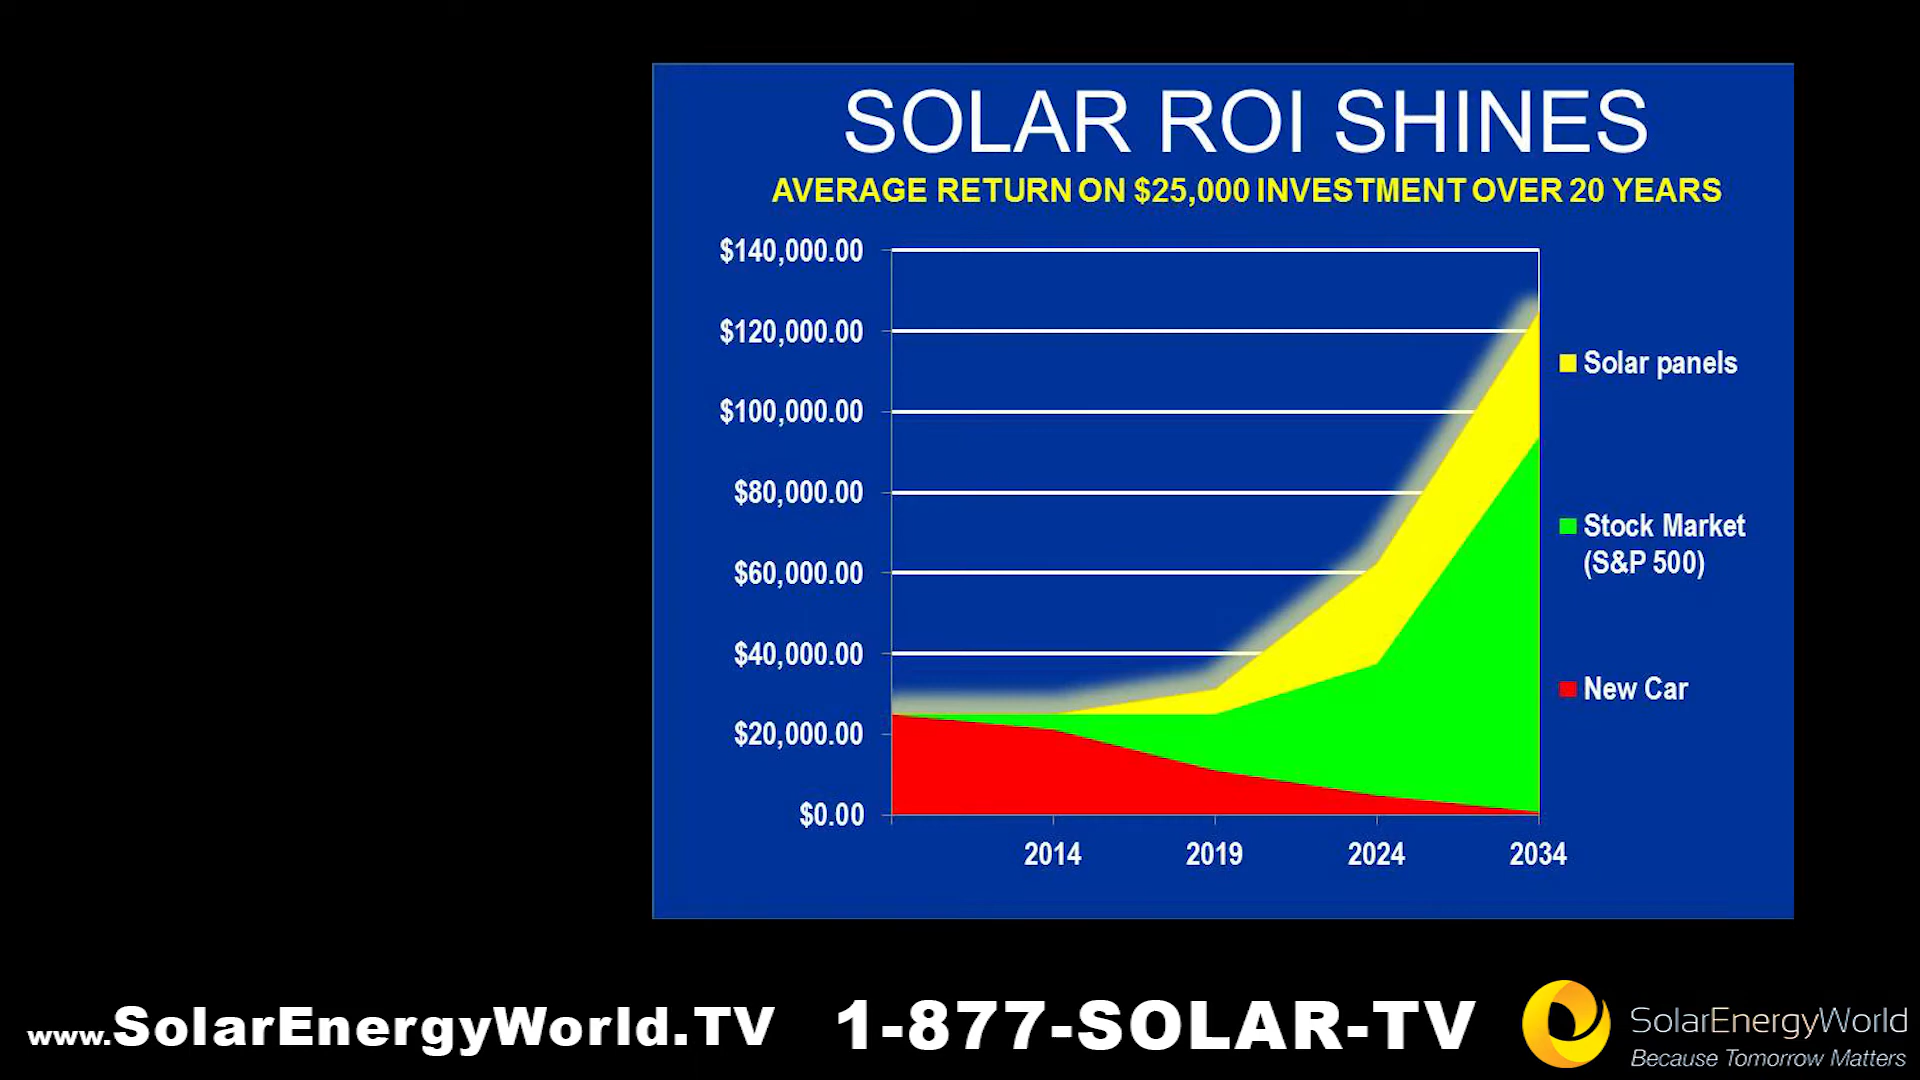 SOLAR ROI SHINES
AVERAGE RETURN ON $25,000 INVESTMENT OVER 20 YEARS
$140,000.00
$120,000.00
$100,000.00
$80,000.00
$60,000.00
$40,000.00
$20,000.00
$0.00
2014 2019 2024 2034
Solar panels
Stock Market
(S&P 500)
New Car
www.SolarEnergyWorld.TV 1-877-SOLAR-TV
SolarEnergyWorld
Because Tomorrow Matters